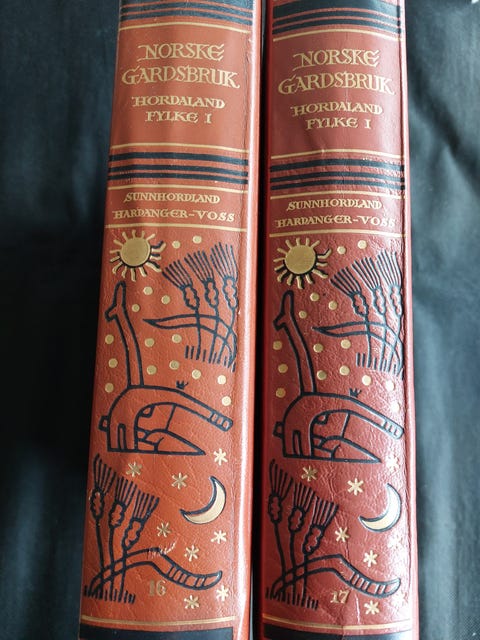 NORSKE
GARDSBRUK
HORDALAND
FYLKE I
SUNNHORDLAND
HARDANGER-VOSS
16
NORSKE
GARDSBRUK
HORDALAND
FYLKE I
SUNNHORDLAND
HARDANGER-VOSS
17